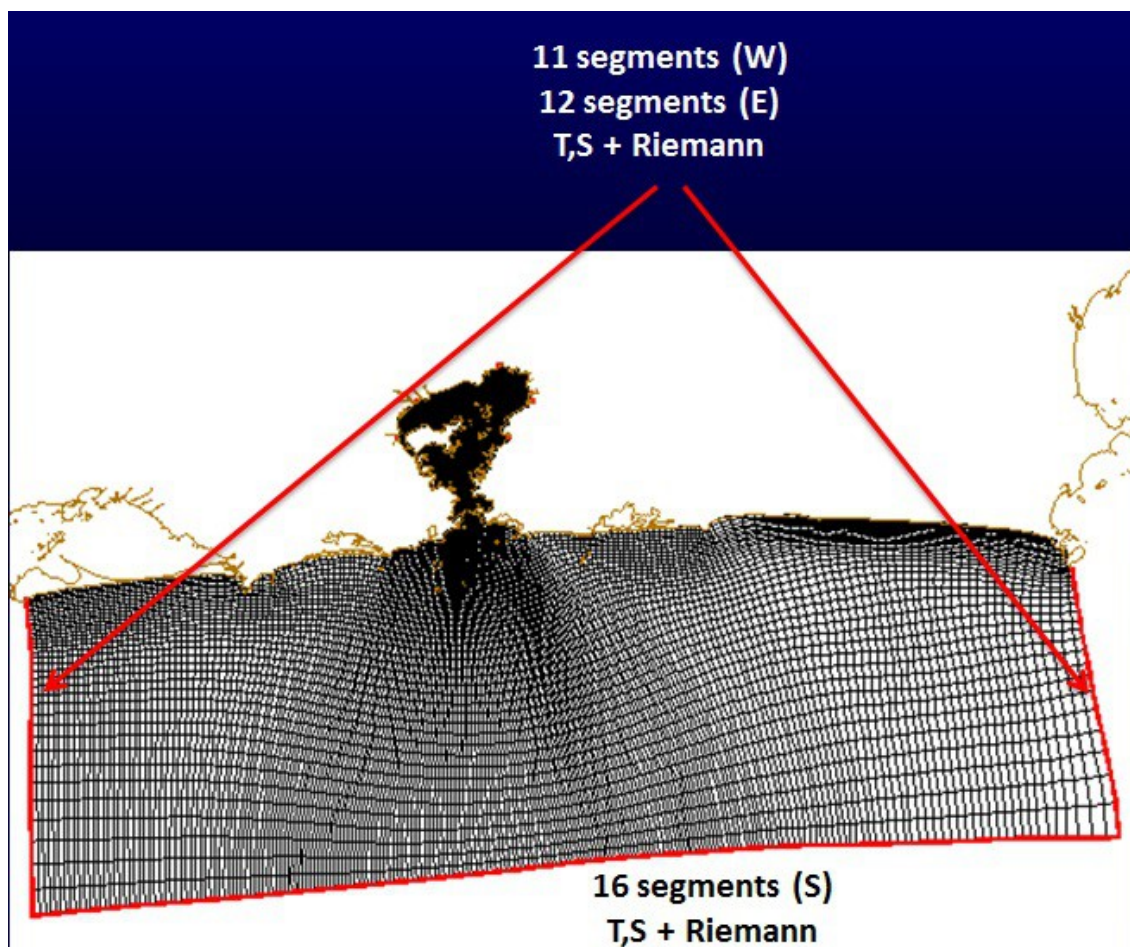 11 segments (W)
12 segments (E)
T,S + Riemann
16 segments (S)
T,S + Riemann